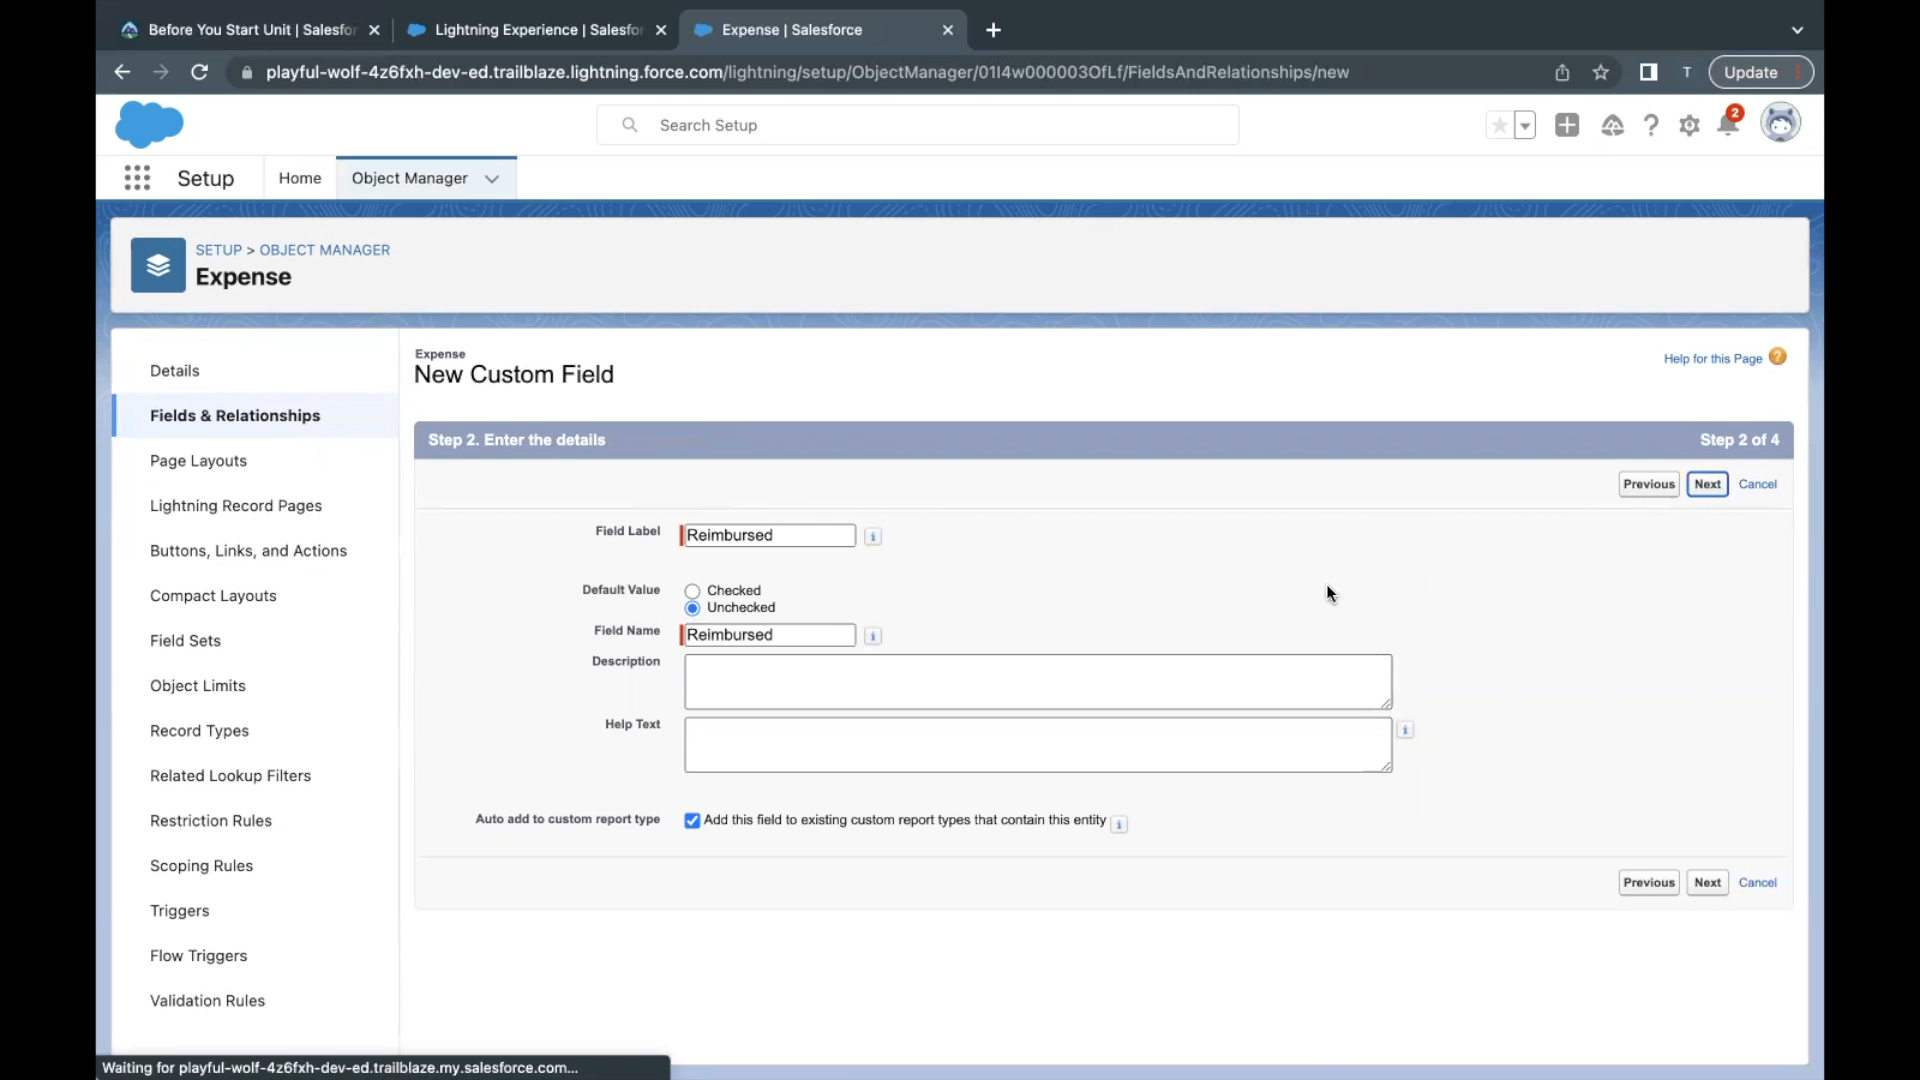 Before You Start Unit | Salesfor
Lightning Experience | Salesfor
Expense | Salesforce
playful-wolf-4z6fxh-dev-ed.trailblaze.lightning.force.com/lightning/setup/ObjectManager/01I4w000003OfLf/FieldsAndRelationships/new
T
Update
Search Setup
2
Setup
Home
Object Manager
SETUP > OBJECT MANAGER
Expense
Details
Fields & Relationships
Page Layouts
Lightning Record Pages
Buttons, Links, and Actions
Compact Layouts
Field Sets
Object Limits
Record Types
Related Lookup Filters
Restriction Rules
Scoping Rules
Triggers
Flow Triggers
Validation Rules
Expense
New Custom Field
Help for this Page ?
Step 2. Enter the details
Step 2 of 4
Previous Next Cancel
Field Label Reimbursed i
Default Value Checked
Unchecked
Field Name Reimbursed i
Description
Help Text i
Auto add to custom report type Add this field to existing custom report types that contain this entity i
Previous Next Cancel
Waiting for playful-wolf-4z6fxh-dev-ed.trailblaze.my.salesforce.com...